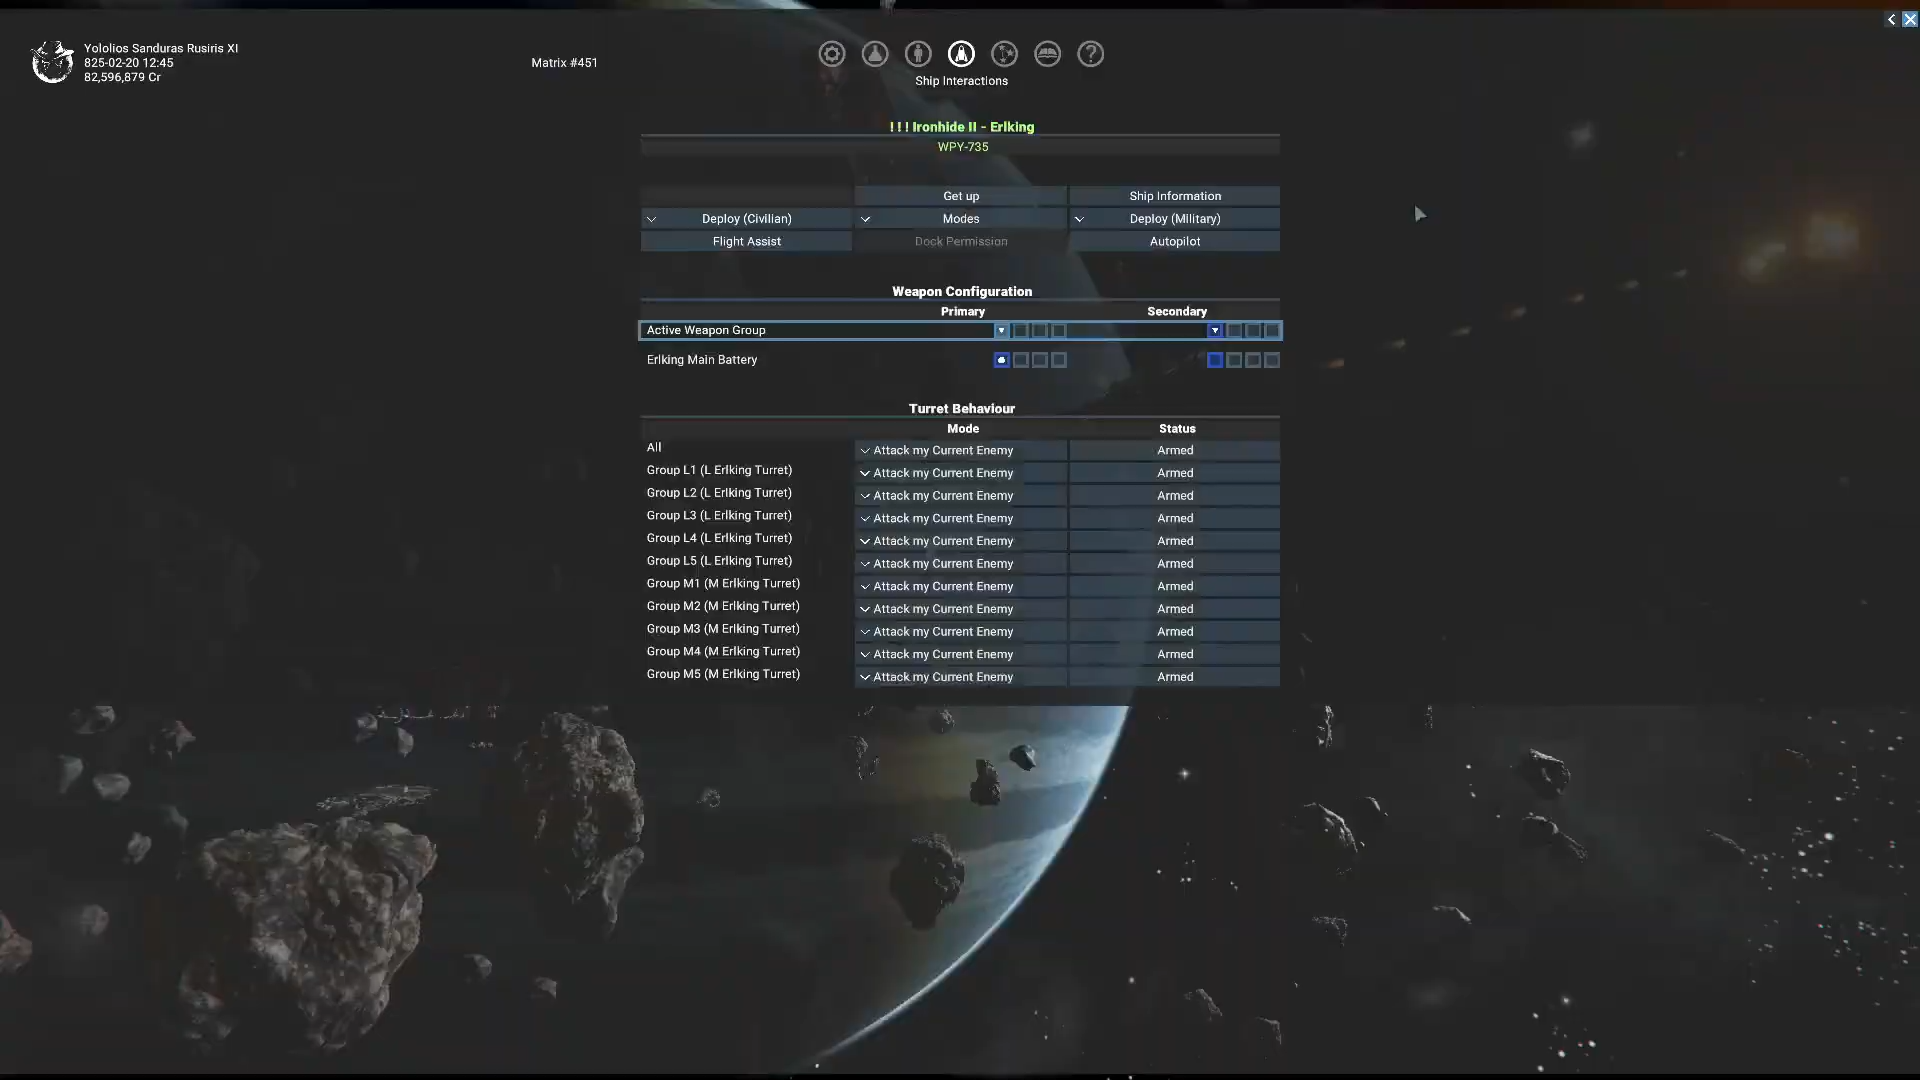 Yololios Sanduras Rusiris XI
825-02-20 12:45
82,596,879 Cr
Matrix #451
?
Ship Interactions
! ! ! Ironhide II - Erlking
WPY-735
Get up Ship Information
Deploy (Civilian) Modes Deploy (Military)
Flight Assist Dock Permission Autopilot
Weapon Configuration
Primary Secondary
Active Weapon Group
Erlking Main Battery
Turret Behaviour
Mode Status
All Attack my Current Enemy Armed
Group L1 (L Erlking Turret) Attack my Current Enemy Armed
Group L2 (L Erlking Turret) Attack my Current Enemy Armed
Group L3 (L Erlking Turret) Attack my Current Enemy Armed
Group L4 (L Erlking Turret) Attack my Current Enemy Armed
Group L5 (L Erlking Turret) Attack my Current Enemy Armed
Group M1 (M Erlking Turret) Attack my Current Enemy Armed
Group M2 (M Erlking Turret) Attack my Current Enemy Armed
Group M3 (M Erlking Turret) Attack my Current Enemy Armed
Group M4 (M Erlking Turret) Attack my Current Enemy Armed
Group M5 (M Erlking Turret) Attack my Current Enemy Armed